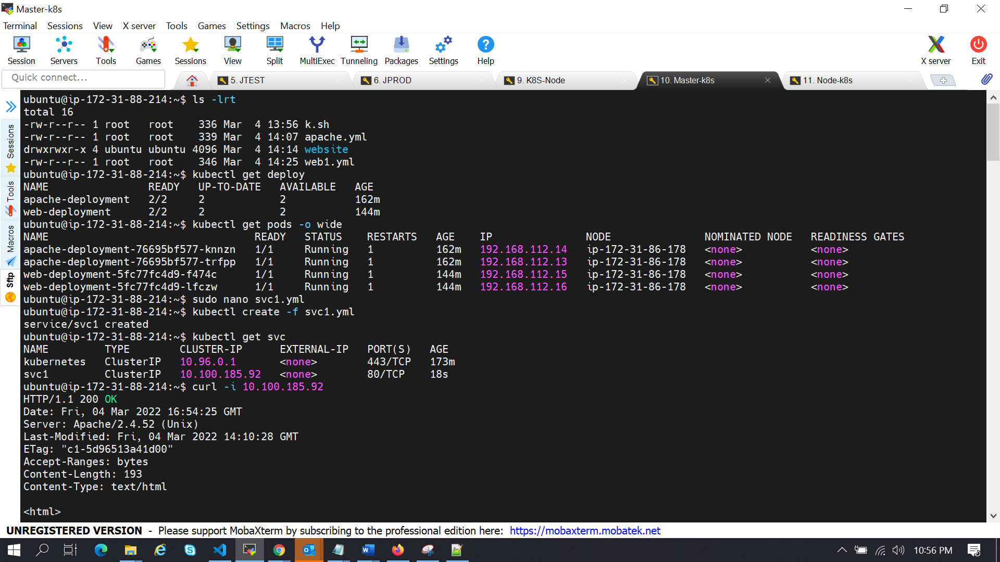 Master-k8s
Terminal Sessions View X server Tools Games Settings Macros Help
Session Servers Tools Games Sessions View Split MultiExec Tunneling Packages Settings Help X server Exit
Quick connect...
5. JTEST
6. JPROD
9. K8S-Node
10. Master-k8s
11. Node-k8s
Sessions
Tools
Macros
Sftp
ubuntu@ip-172-31-88-214:~$ ls -lrt
total 16
-rw-r--r-- 1 root   root    336 Mar  4 13:56 k.sh
-rw-r--r-- 1 root   root    339 Mar  4 14:07 apache.yml
drwxrwxr-x 4 ubuntu ubuntu 4096 Mar  4 14:14 website
-rw-r--r-- 1 root   root    346 Mar  4 14:25 web1.yml
ubuntu@ip-172-31-88-214:~$ kubectl get deploy
NAME                READY   UP-TO-DATE   AVAILABLE   AGE
apache-deployment   2/2     2            2           162m
web-deployment      2/2     2            2           144m
ubuntu@ip-172-31-88-214:~$ kubectl get pods -o wide
NAME                                 READY   STATUS    RESTARTS   AGE    IP               NODE               NOMINATED NODE   READINESS GATES
apache-deployment-76695bf577-knnzn   1/1     Running   1          162m   192.168.112.14   ip-172-31-86-178   <none>           <none>
apache-deployment-76695bf577-trfpp   1/1     Running   1          162m   192.168.112.13   ip-172-31-86-178   <none>           <none>
web-deployment-5fc77fc4d9-f474c      1/1     Running   1          144m   192.168.112.15   ip-172-31-86-178   <none>           <none>
web-deployment-5fc77fc4d9-lfczw      1/1     Running   1          144m   192.168.112.16   ip-172-31-86-178   <none>           <none>
ubuntu@ip-172-31-88-214:~$ sudo nano svc1.yml
ubuntu@ip-172-31-88-214:~$ kubectl create -f svc1.yml
service/svc1 created
ubuntu@ip-172-31-88-214:~$ kubectl get svc
NAME         TYPE        CLUSTER-IP      EXTERNAL-IP   PORT(S)   AGE
kubernetes   ClusterIP   10.96.0.1       <none>        443/TCP   173m
svc1         ClusterIP   10.100.185.92   <none>        80/TCP    18s
ubuntu@ip-172-31-88-214:~$ curl -i 10.100.185.92
HTTP/1.1 200 OK
Date: Fri, 04 Mar 2022 16:54:25 GMT
Server: Apache/2.4.52 (Unix)
Last-Modified: Fri, 04 Mar 2022 14:10:28 GMT
ETag: "c1-5d96513a41d00"
Accept-Ranges: bytes
Content-Length: 193
Content-Type: text/html
<html>
UNREGISTERED VERSION - Please support MobaXterm by subscribing to the professional edition here: https://mobaxterm.mobatek.net
10:56 PM